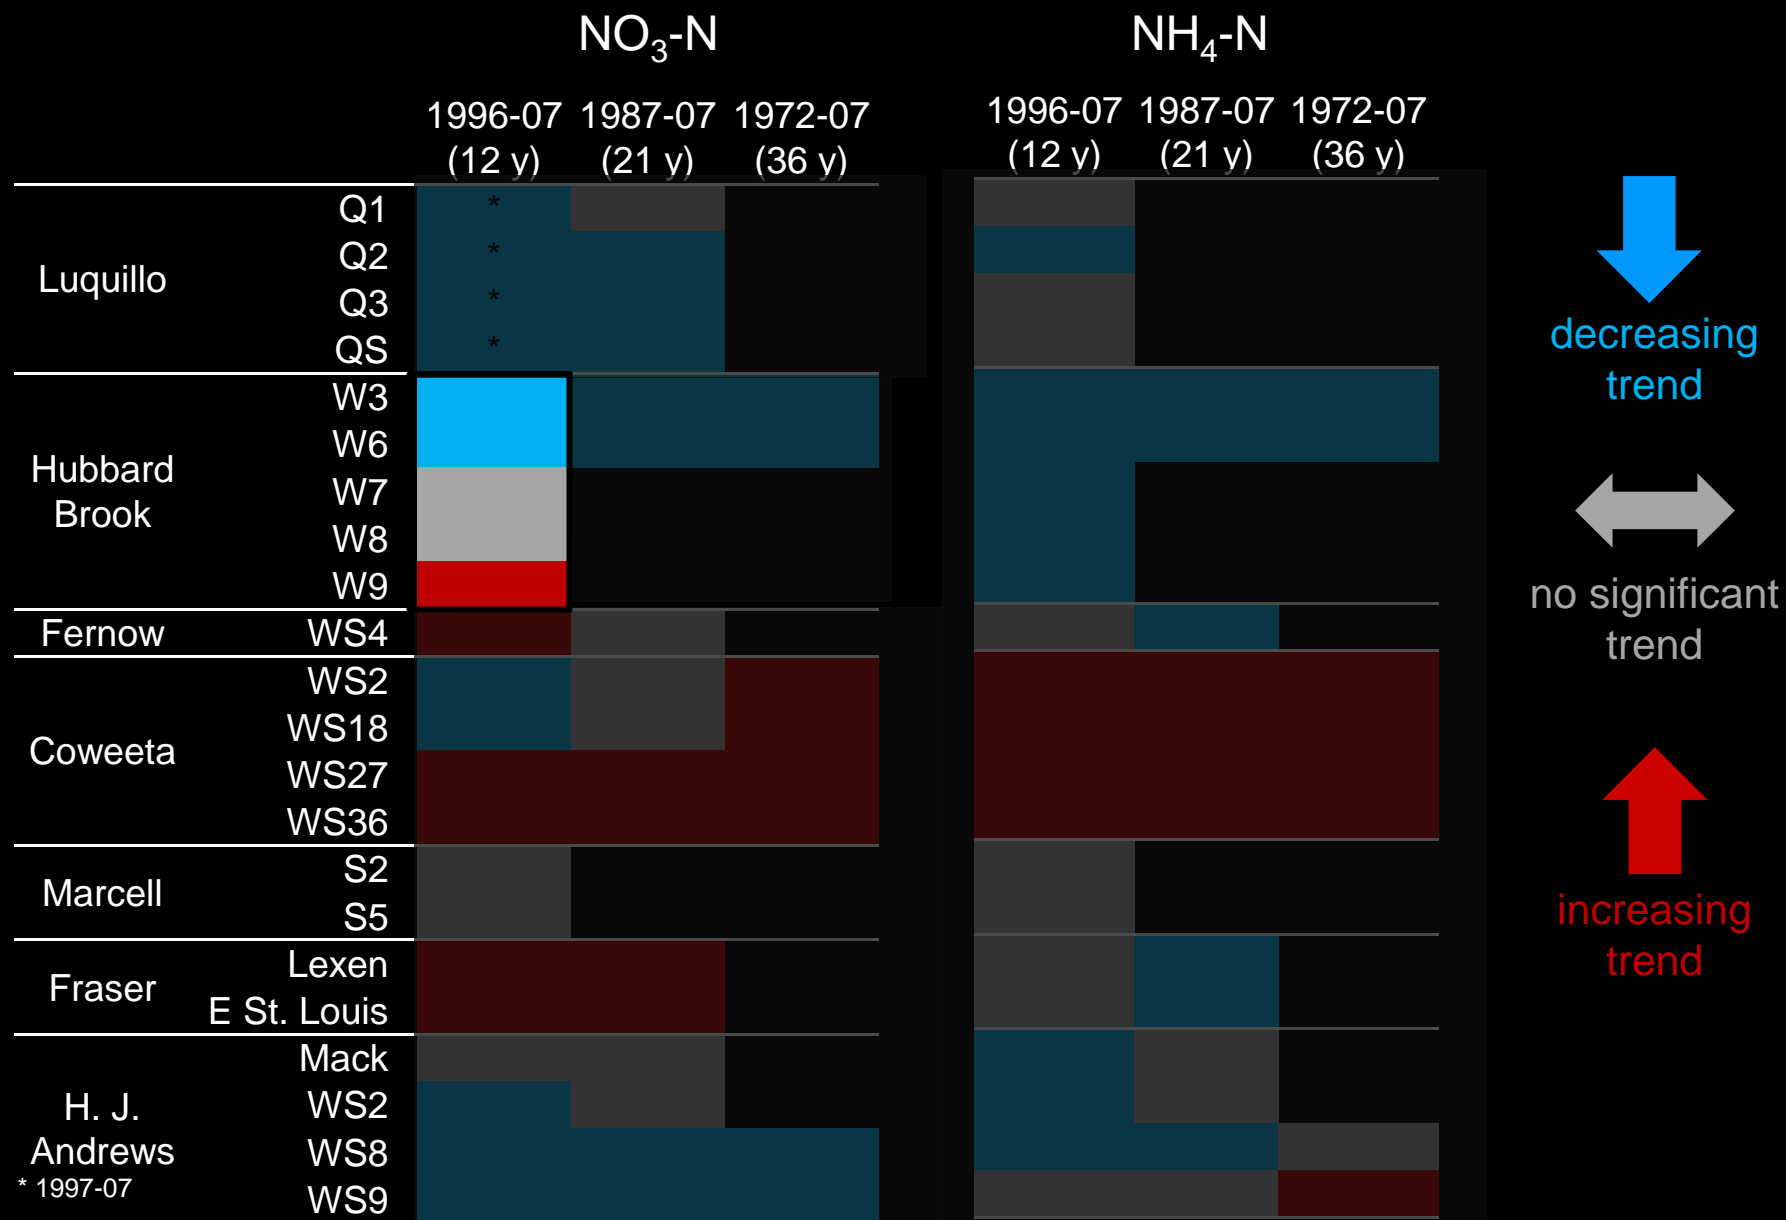 NO3-N NH4-N
1996-07 1987-07 1972-07 1996-07 1987-07 1972-07
(12 y) (21 y) (36 y) (12 y) (21 y) (36 y)
Luquillo
Q1 *
Q2 *
Q3 *
QS *
Hubbard
Brook
W3
W6
W7
W8
W9
Fernow WS4
Coweeta
WS2
WS18
WS27
WS36
Marcell
S2
S5
Fraser
Lexen
E St. Louis
H. J.
Andrews
Mack
WS2
WS8
WS9
* 1997-07
decreasing
trend
no significant
trend
increasing
trend